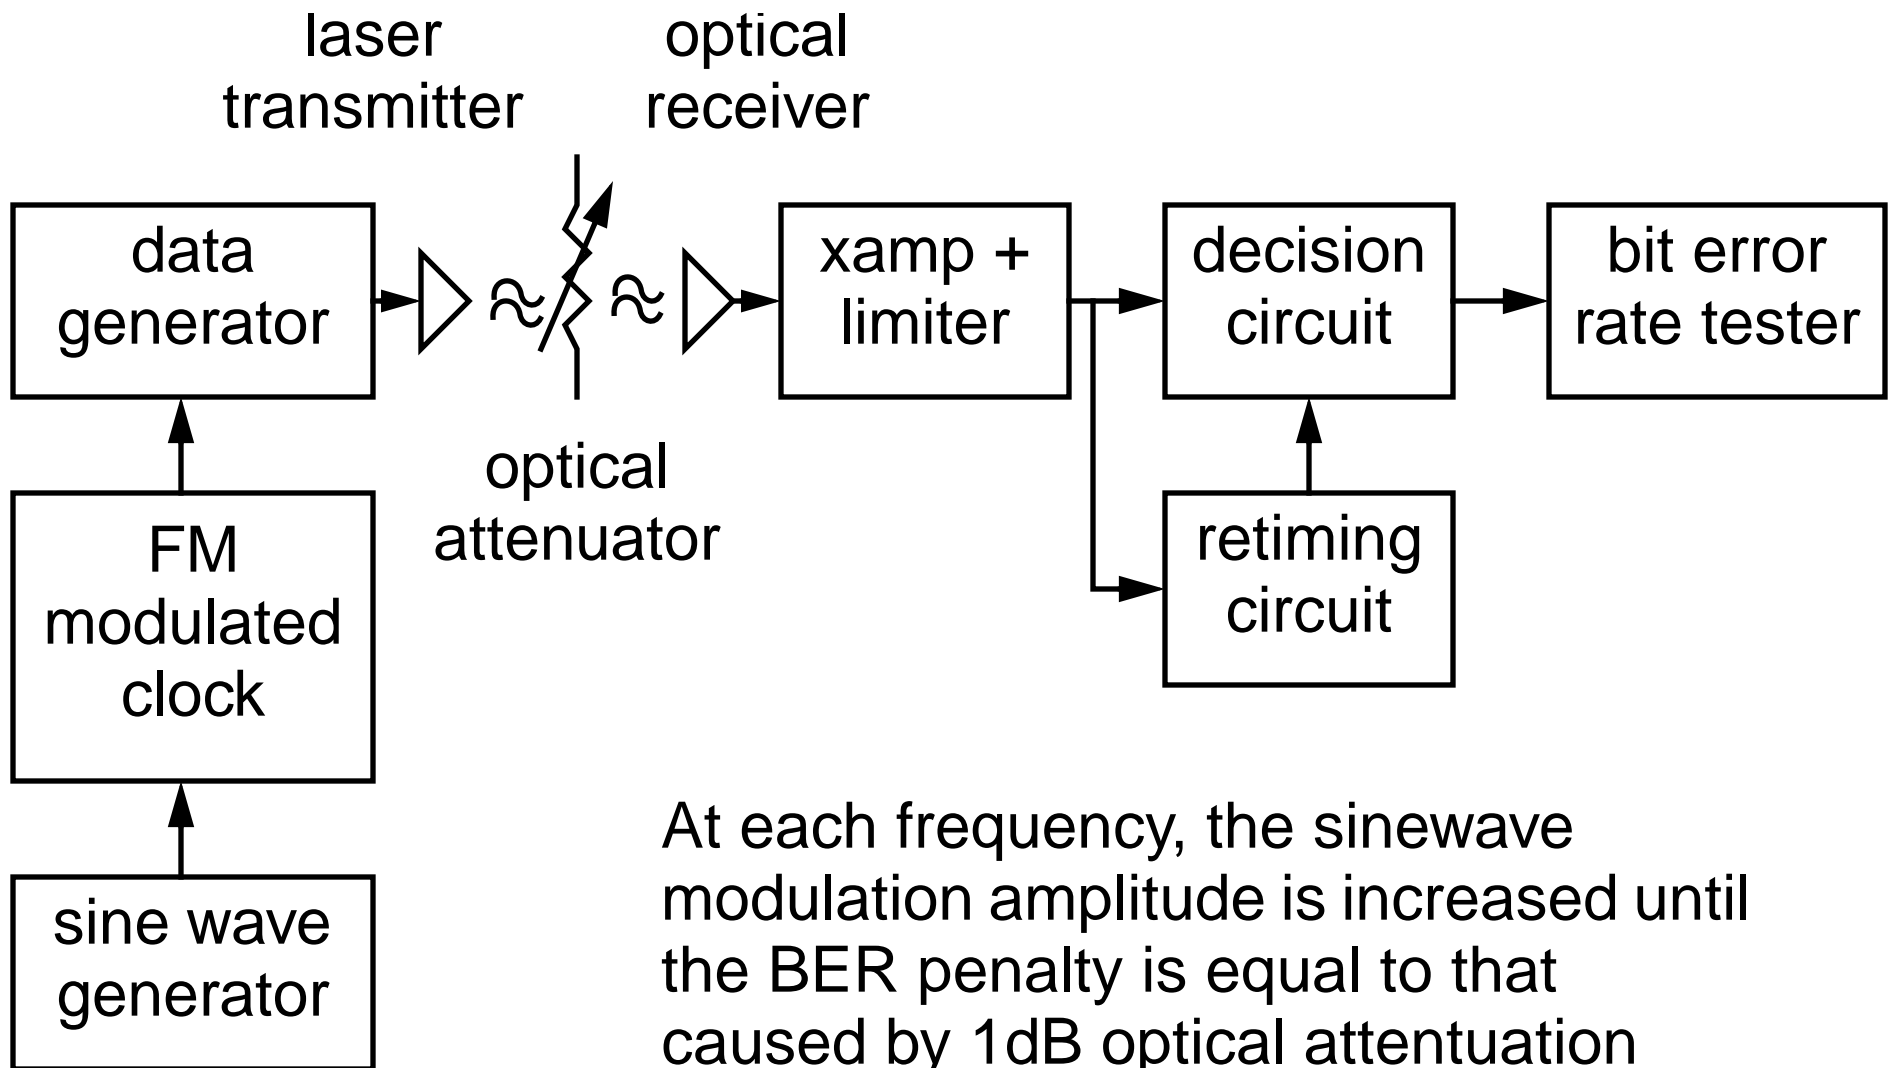 laser
transmitter
optical
receiver
data
generator
xamp +
limiter
decision
circuit
bit error
rate tester
optical
attenuator
FM
modulated
clock
retiming
circuit
sine wave
generator
At each frequency, the sinewave
modulation amplitude is increased until
the BER penalty is equal to that
caused by 1dB optical attentuation